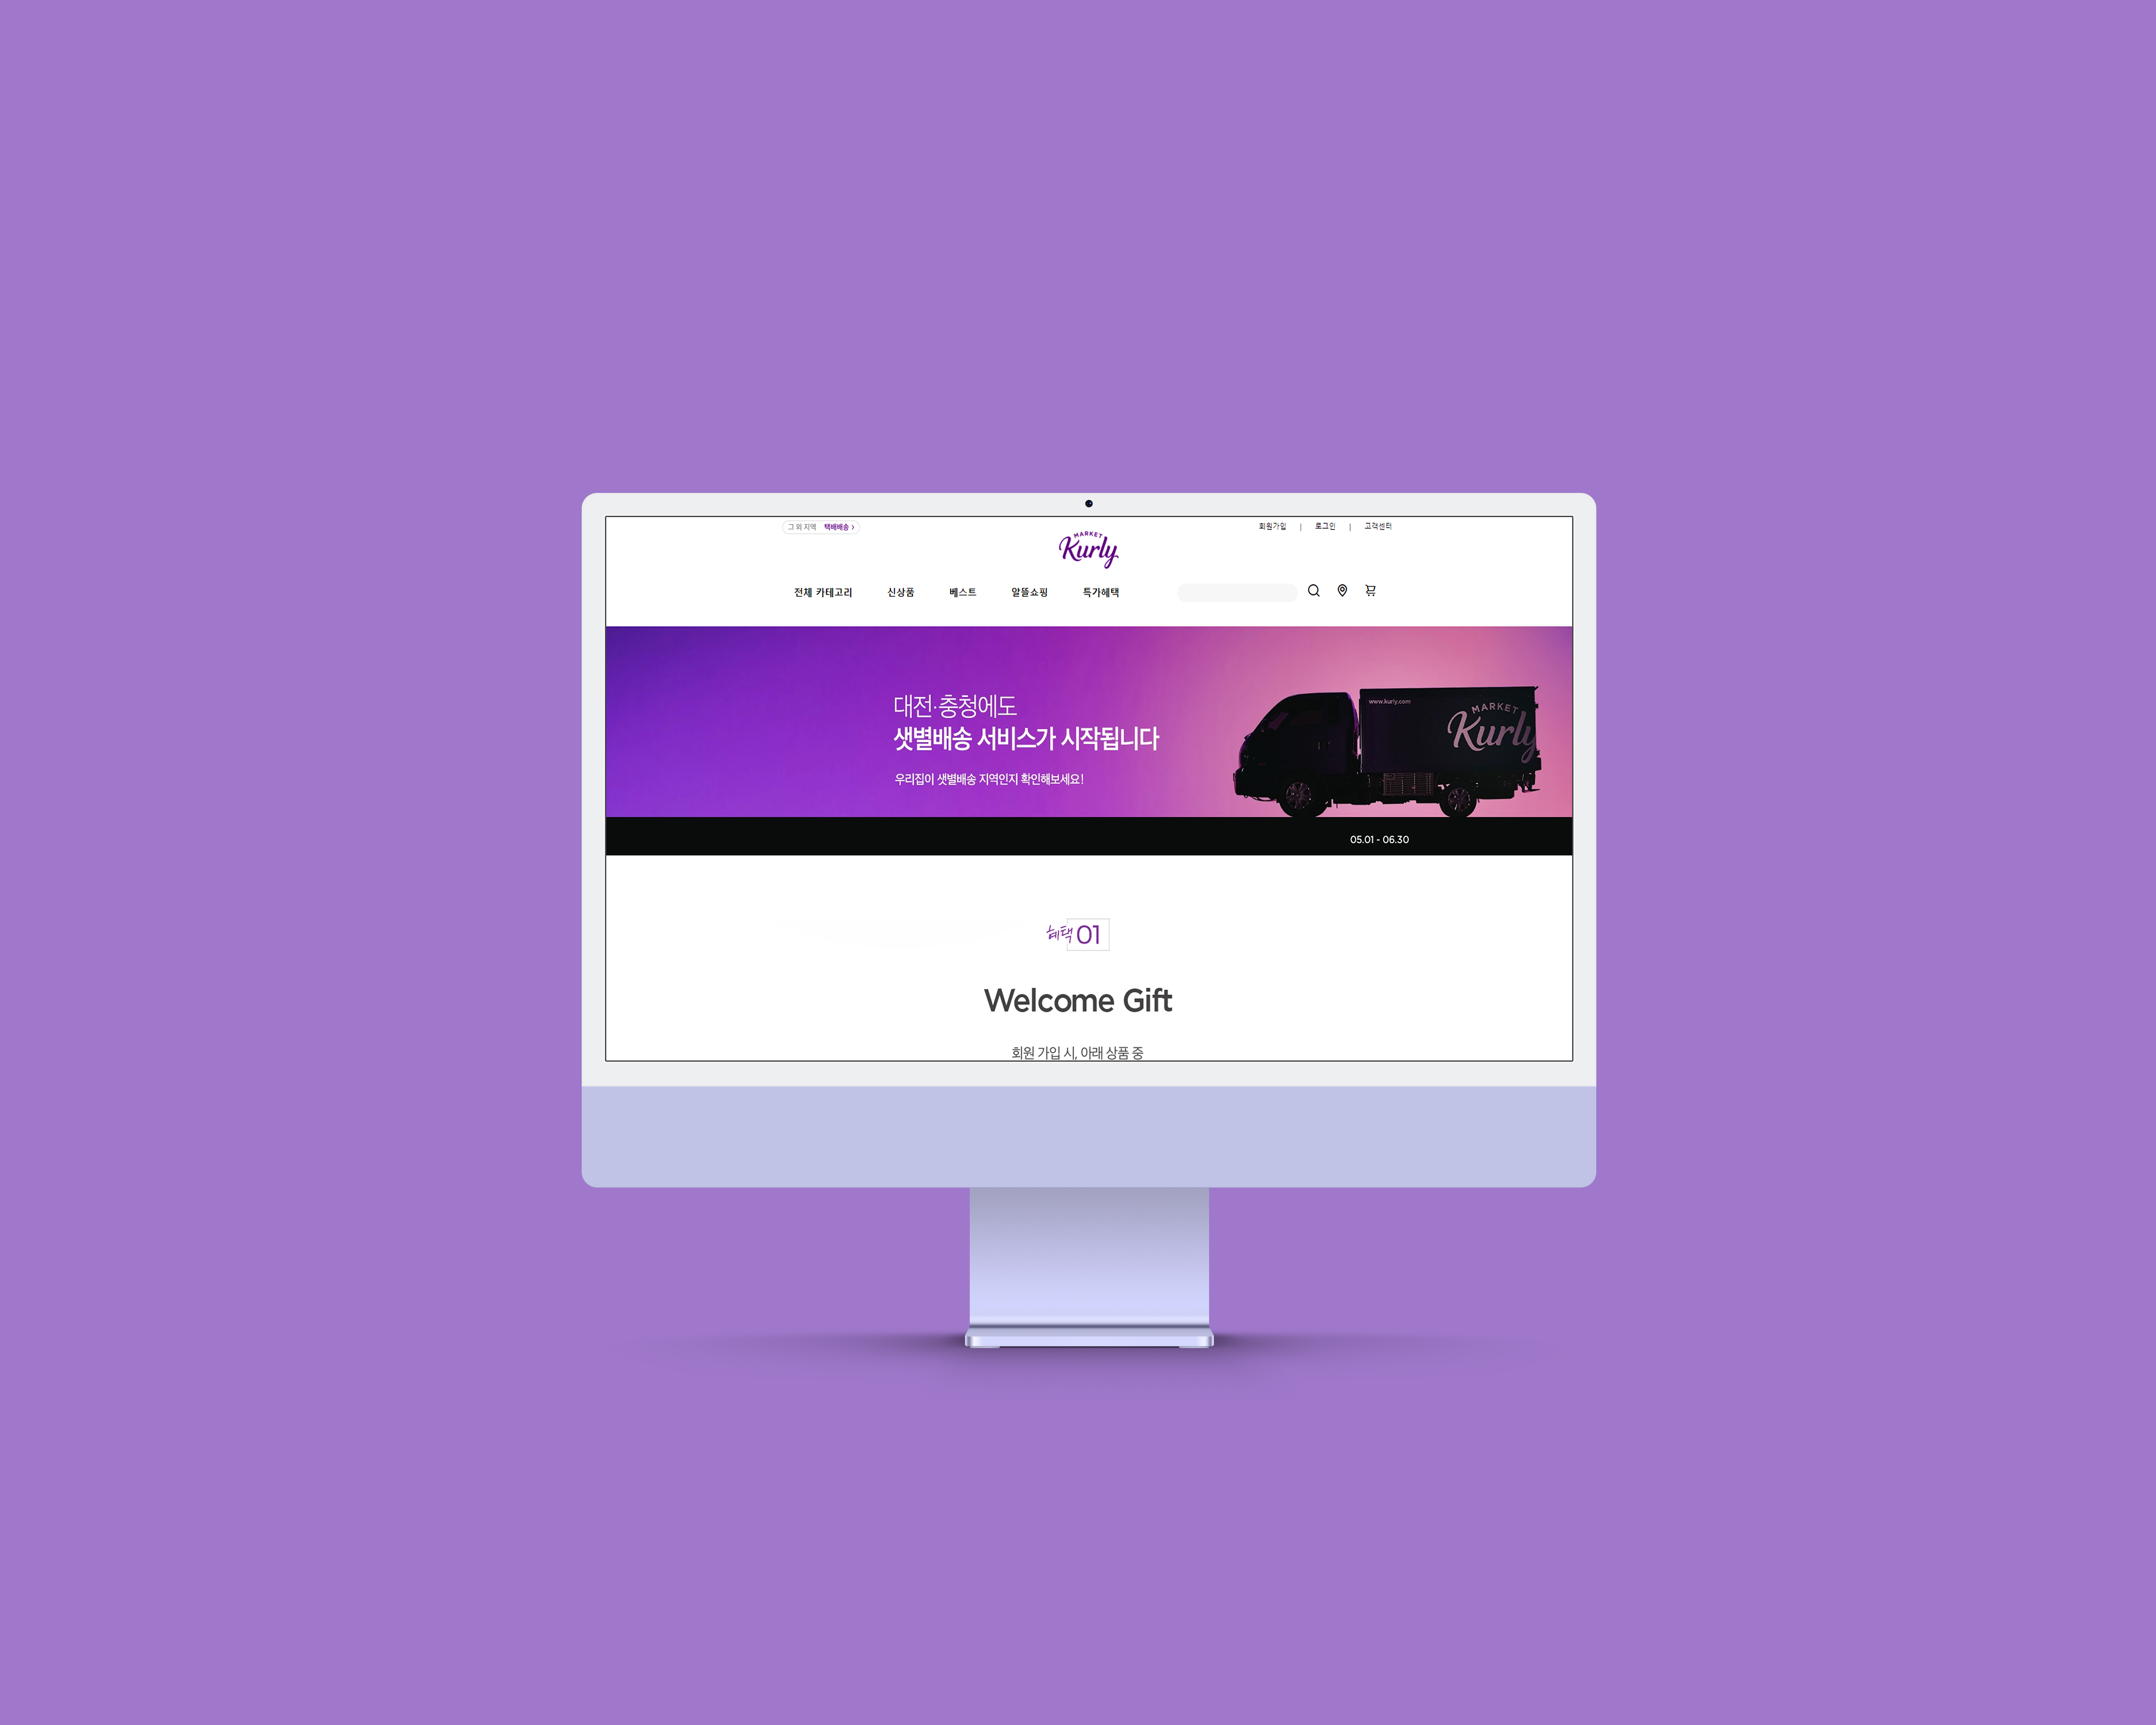 그 외 지역 택배배송 >
회원가입 | 로그인 | 고객센터
MARKET
Kurly
전체 카테고리 신상품 베스트 알뜰쇼핑 특가혜택
대전·충청에도
샛별배송 서비스가 시작됩니다
우리집이 샛별배송 지역인지 확인해보세요!
www.kurly.com
MARKET
Kurly
05.01 - 06.30
혜택 01
Welcome Gift
회원 가입 시, 아래 상품 중